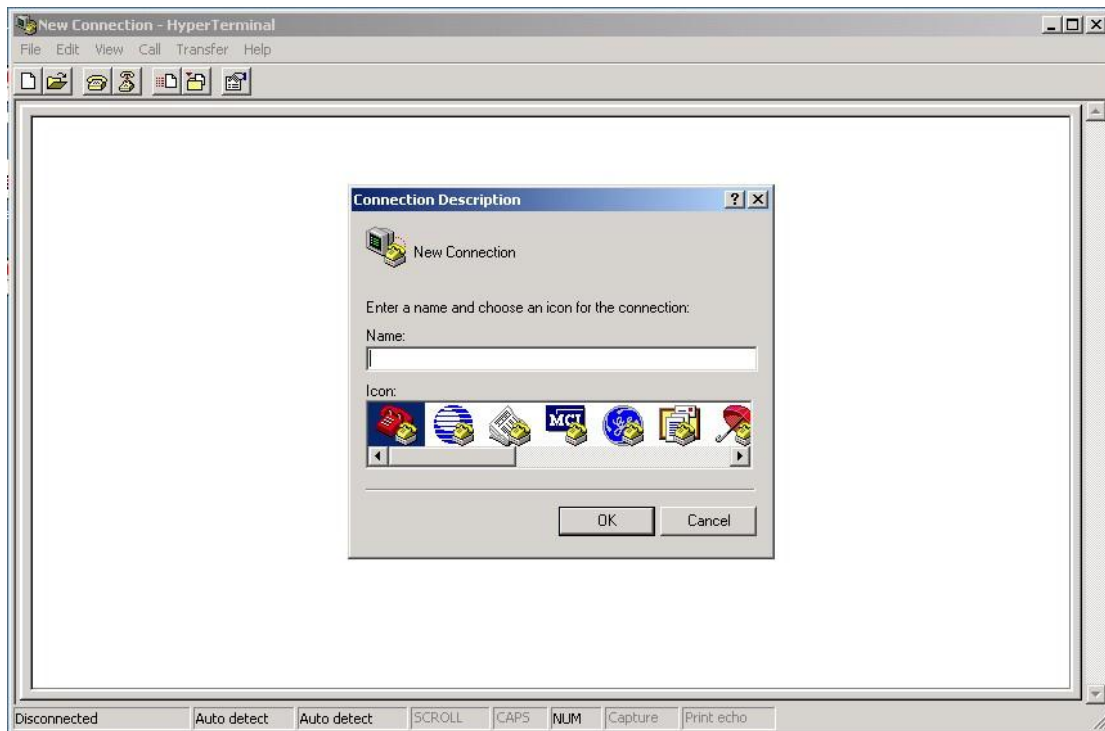 New Connection - HyperTerminal
File Edit View Call Transfer Help
Connection Description
New Connection
Enter a name and choose an icon for the connection:
Name:
Icon:
MCI
OK Cancel
Disconnected Auto detect Auto detect SCROLL CAPS NUM Capture Print echo